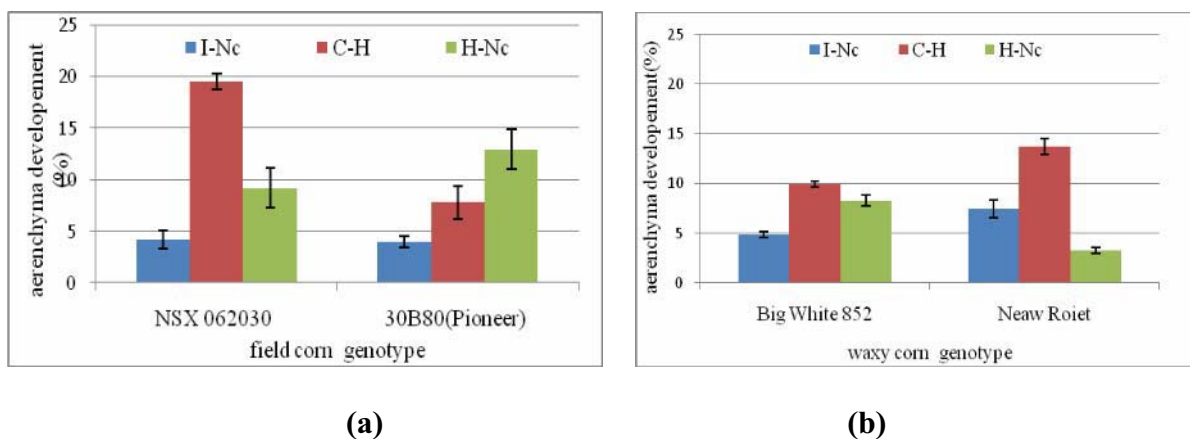 25
20
15
10
5
0
aerenchyma developement
(%)
I-Nc C-H H-Nc
NSX 062030 30B80(Pioneer)
field corn genotype
(a)
25
20
15
10
5
0
aerenchyma developement(%)
I-Nc C-H H-Nc
Big White 852 Neaw Roiet
waxy corn genotype
(b)